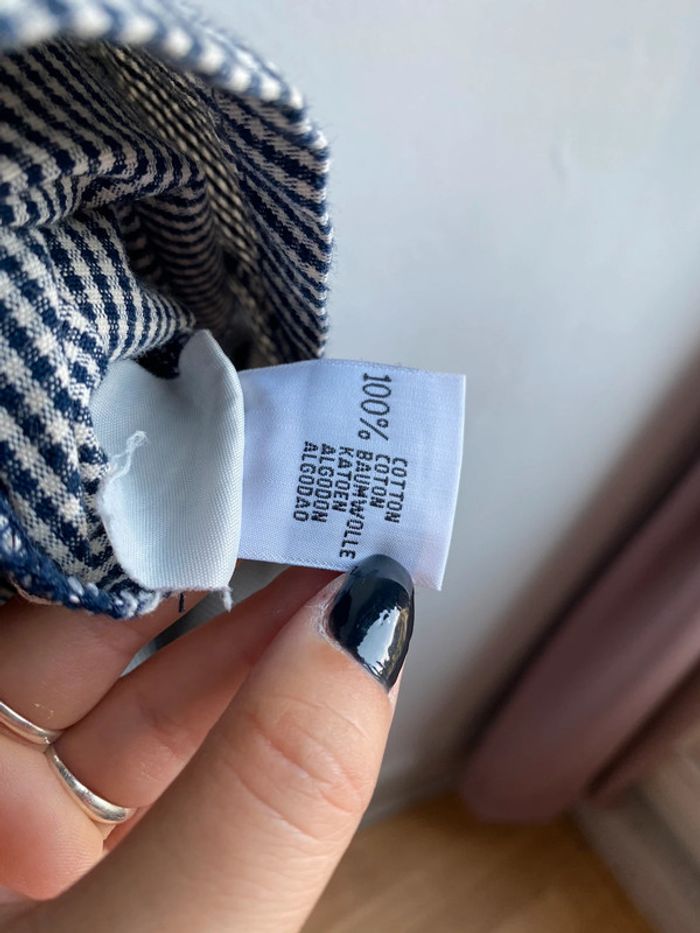 100% COTTON
COTON
BAUMWOLLE
KATOEN
ALGODON
ALGODAO